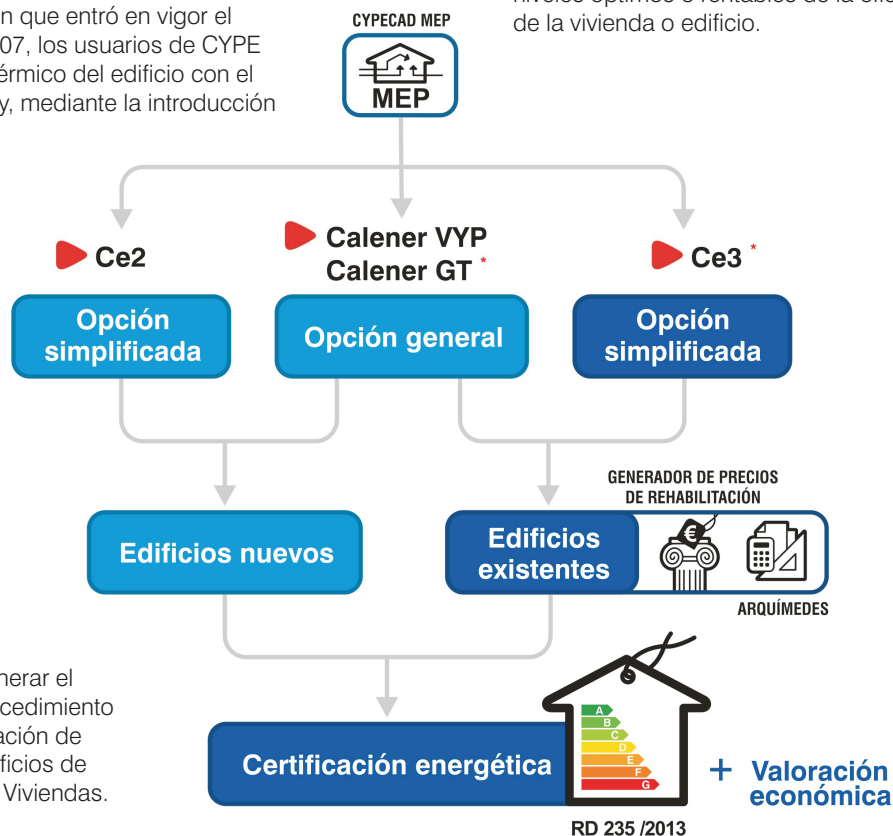 n que entró en vigor el
07, los usuarios de CYPE
érmico del edificio con el
y, mediante la introducción
de la vivienda o edificio.
CYPECAD MEP
MEP
Ce2
Calener VYP
Calener GT *
Ce3 *
Opción
simplificada
Opción general
Opción
simplificada
GENERADOR DE PRECIOS
DE REHABILITACIÓN
Edificios nuevos
Edificios
existentes
€
ARQUÍMEDES
nerar el
cedimiento
ación de
ficios de
Viviendas.
Certificación energética
A
B
C
D
E
F
G
+ Valoración
económica
RD 235 /2013